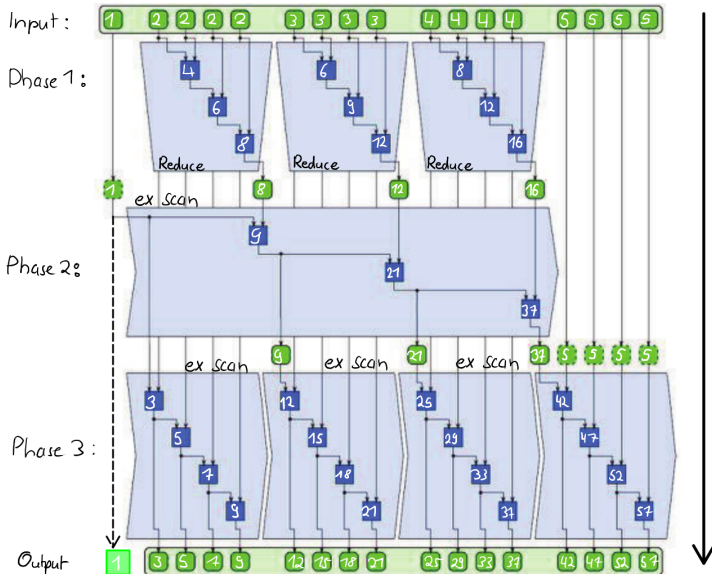 Input: 1 2 2 2 2 3 3 3 3 4 4 4 4 5 5 5 5
Phase 1:
4 6 8
6 9 12
8 12 16
Reduce Reduce Reduce
1 8 12 16
ex scan
9
Phase 2:
21
37
9 21 37 5 5 5 5
ex scan ex scan ex scan
3 12 25 42
5 15 29 47
Phase 3:
7 18 33 52
9 21 37 57
Output 1 3 5 7 9 12 15 18 21 25 29 33 37 42 47 52 57